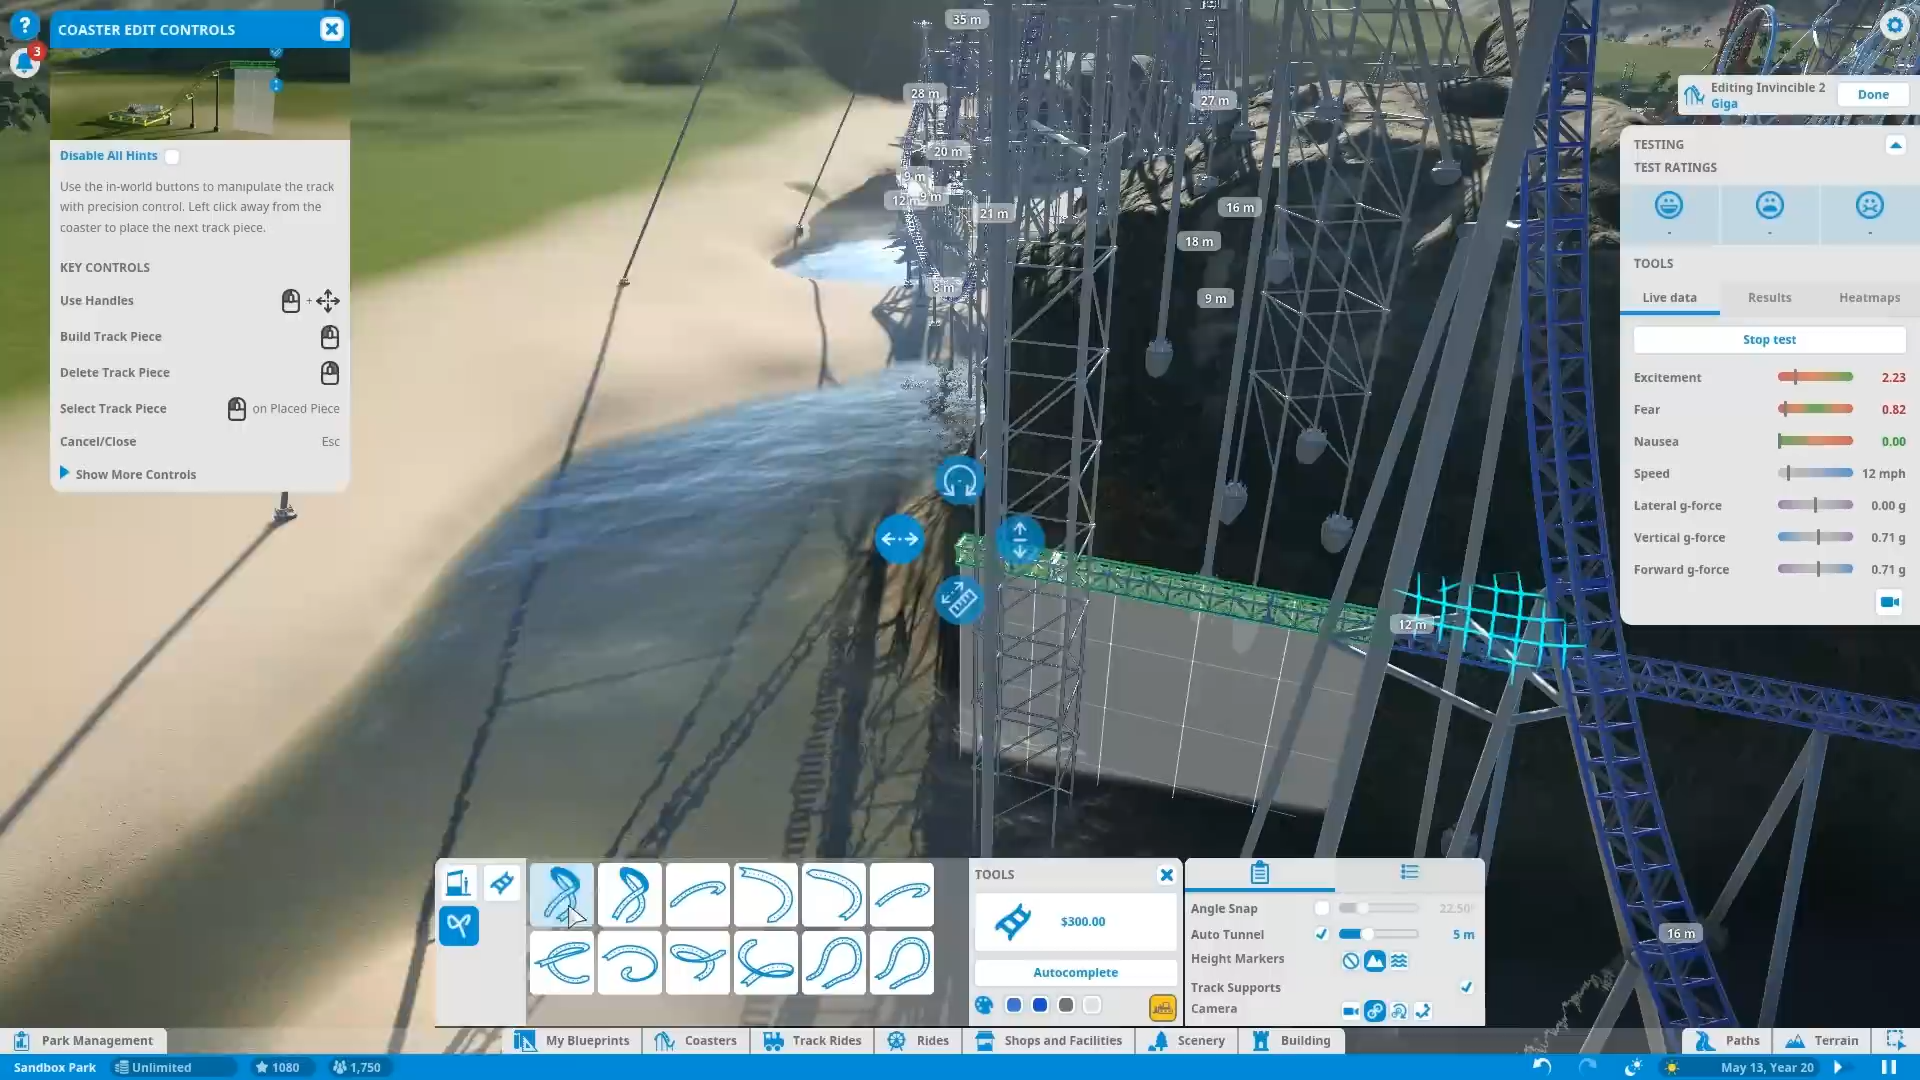 ?
COASTER EDIT CONTROLS
3
Disable All Hints
Use the in-world buttons to manipulate the track
with precision control. Left click away from the
coaster to place the next track piece.
KEY CONTROLS
Use Handles
+
Build Track Piece
Delete Track Piece
Select Track Piece on Placed Piece
Cancel/Close Esc
Show More Controls
35 m
28 m
27 m
20 m
9 m
12 m
9 m
21 m
16 m
18 m
8 m
9 m
12 m
16 m
Editing Invincible 2
Giga
Done
TESTING
TEST RATINGS
- - -
TOOLS
Live data Results Heatmaps
Stop test
Excitement 2.23
Fear 0.82
Nausea 0.00
Speed 12 mph
Lateral g-force 0.00 g
Vertical g-force 0.71 g
Forward g-force 0.71 g
TOOLS
$300.00
Autocomplete
Angle Snap 22.50°
Auto Tunnel 5 m
Height Markers
Track Supports
Camera
Park Management
My Blueprints Coasters Track Rides Rides Shops and Facilities Scenery Building
Paths Terrain
Sandbox Park Unlimited 1080 1,750
May 13, Year 20